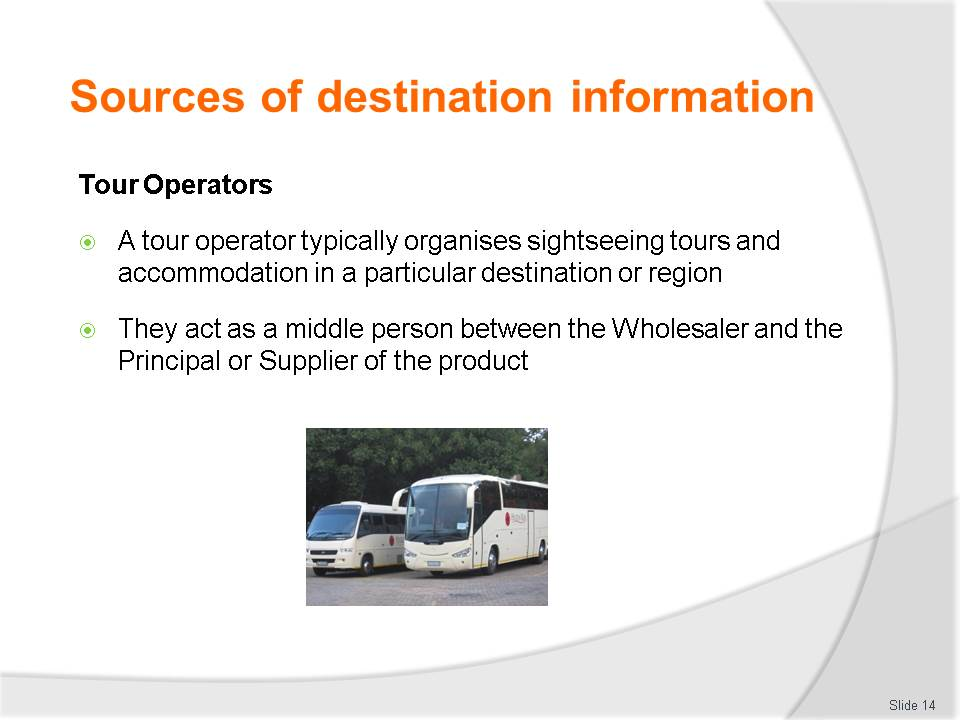 Sources of destination information
Tour Operators
A tour operator typically organises sightseeing tours and
accommodation in a particular destination or region
They act as a middle person between the Wholesaler and the
Principal or Supplier of the product
Slide 14